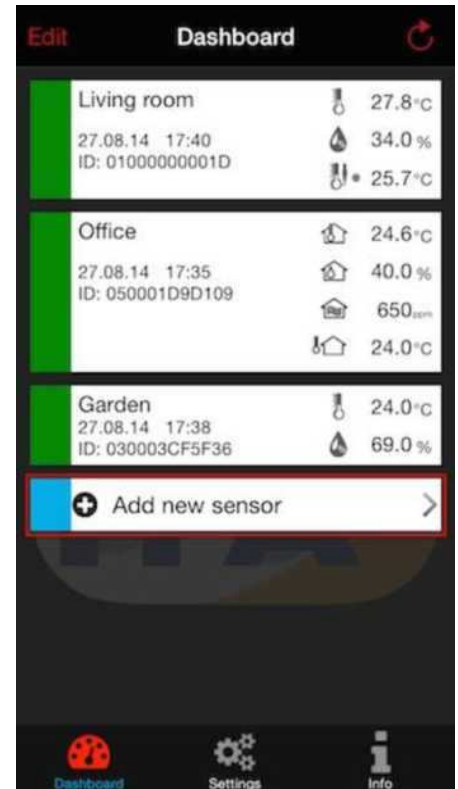 Edit Dashboard
Living room 27.8°C
27.08.14 17:40 34.0 %
ID: 01000000001D
25.7°C
Office 24.6°C
27.08.14 17:35 40.0 %
ID: 050001D9D109
650 ppm
24.0°C
Garden 24.0°C
27.08.14 17:38
ID: 030003CF5F36 69.0 %
Add new sensor
Dashboard Settings Info